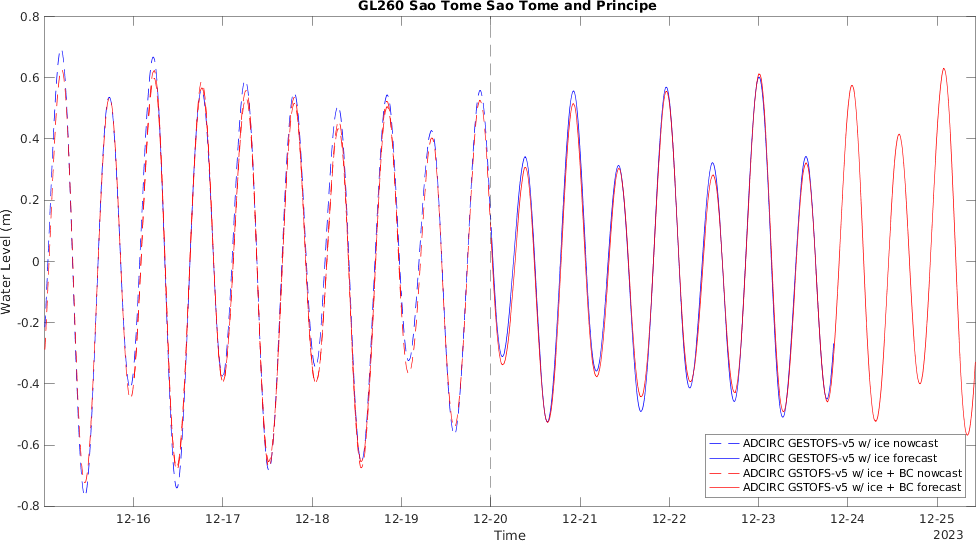 GL260 Sao Tome Sao Tome and Principe
0.8
0.6
0.4
0.2
0
-0.2
-0.4
-0.6
-0.8
Water Level (m)
ADCIRC GESTOFS-v5 w/ ice nowcast
ADCIRC GESTOFS-v5 w/ ice forecast
ADCIRC GSTOFS-v5 w/ ice + BC nowcast
ADCIRC GSTOFS-v5 w/ ice + BC forecast
12-16 12-17 12-18 12-19 12-20 12-21 12-22 12-23 12-24 12-25
Time
2023